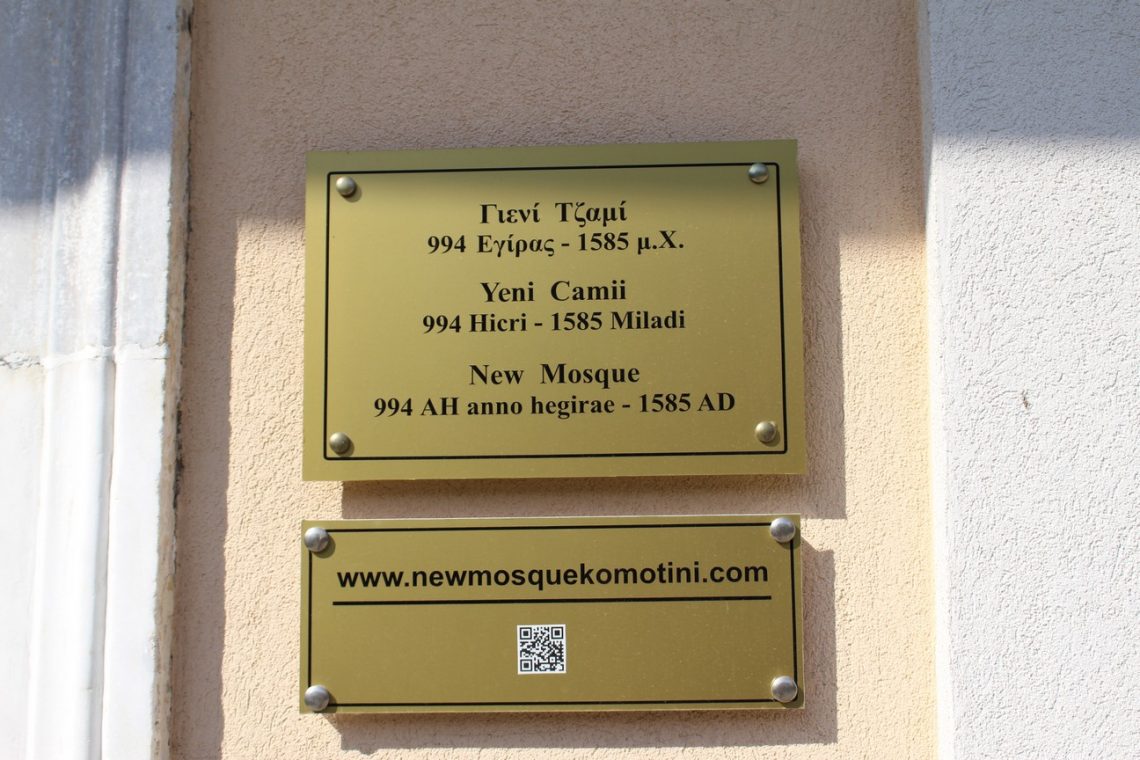 Γιενί Τζαμί
994 Εγίρας - 1585 μ.Χ.
Yeni Camii
994 Hicri - 1585 Miladi
New Mosque
994 AH anno hegirae - 1585 AD
www.newmosquekomotini.com